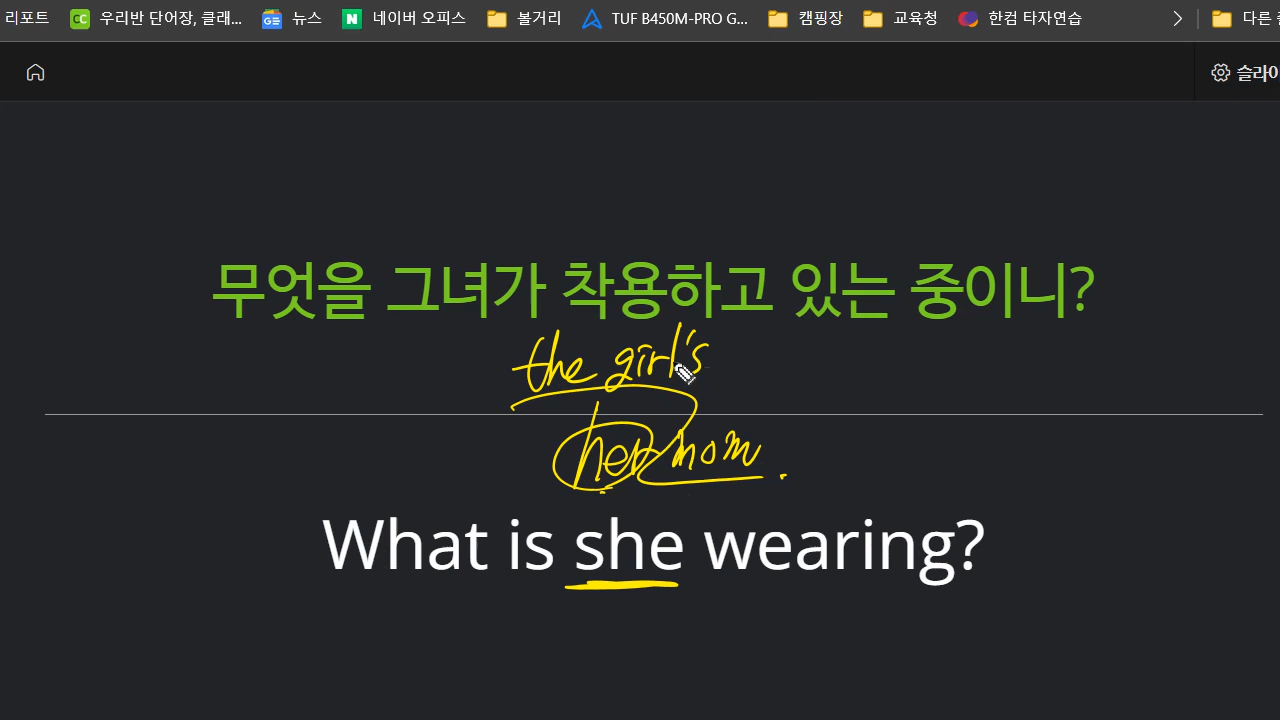 리포트 우리반 단어장, 클래... 뉴스 네이버 오피스 볼거리 TUF B450M-PRO G... 캠핑장 교육청 한컴 타자연습 다른
무엇을 그녀가 착용하고 있는 중이니?
the girl's
her mom.
What is she wearing?